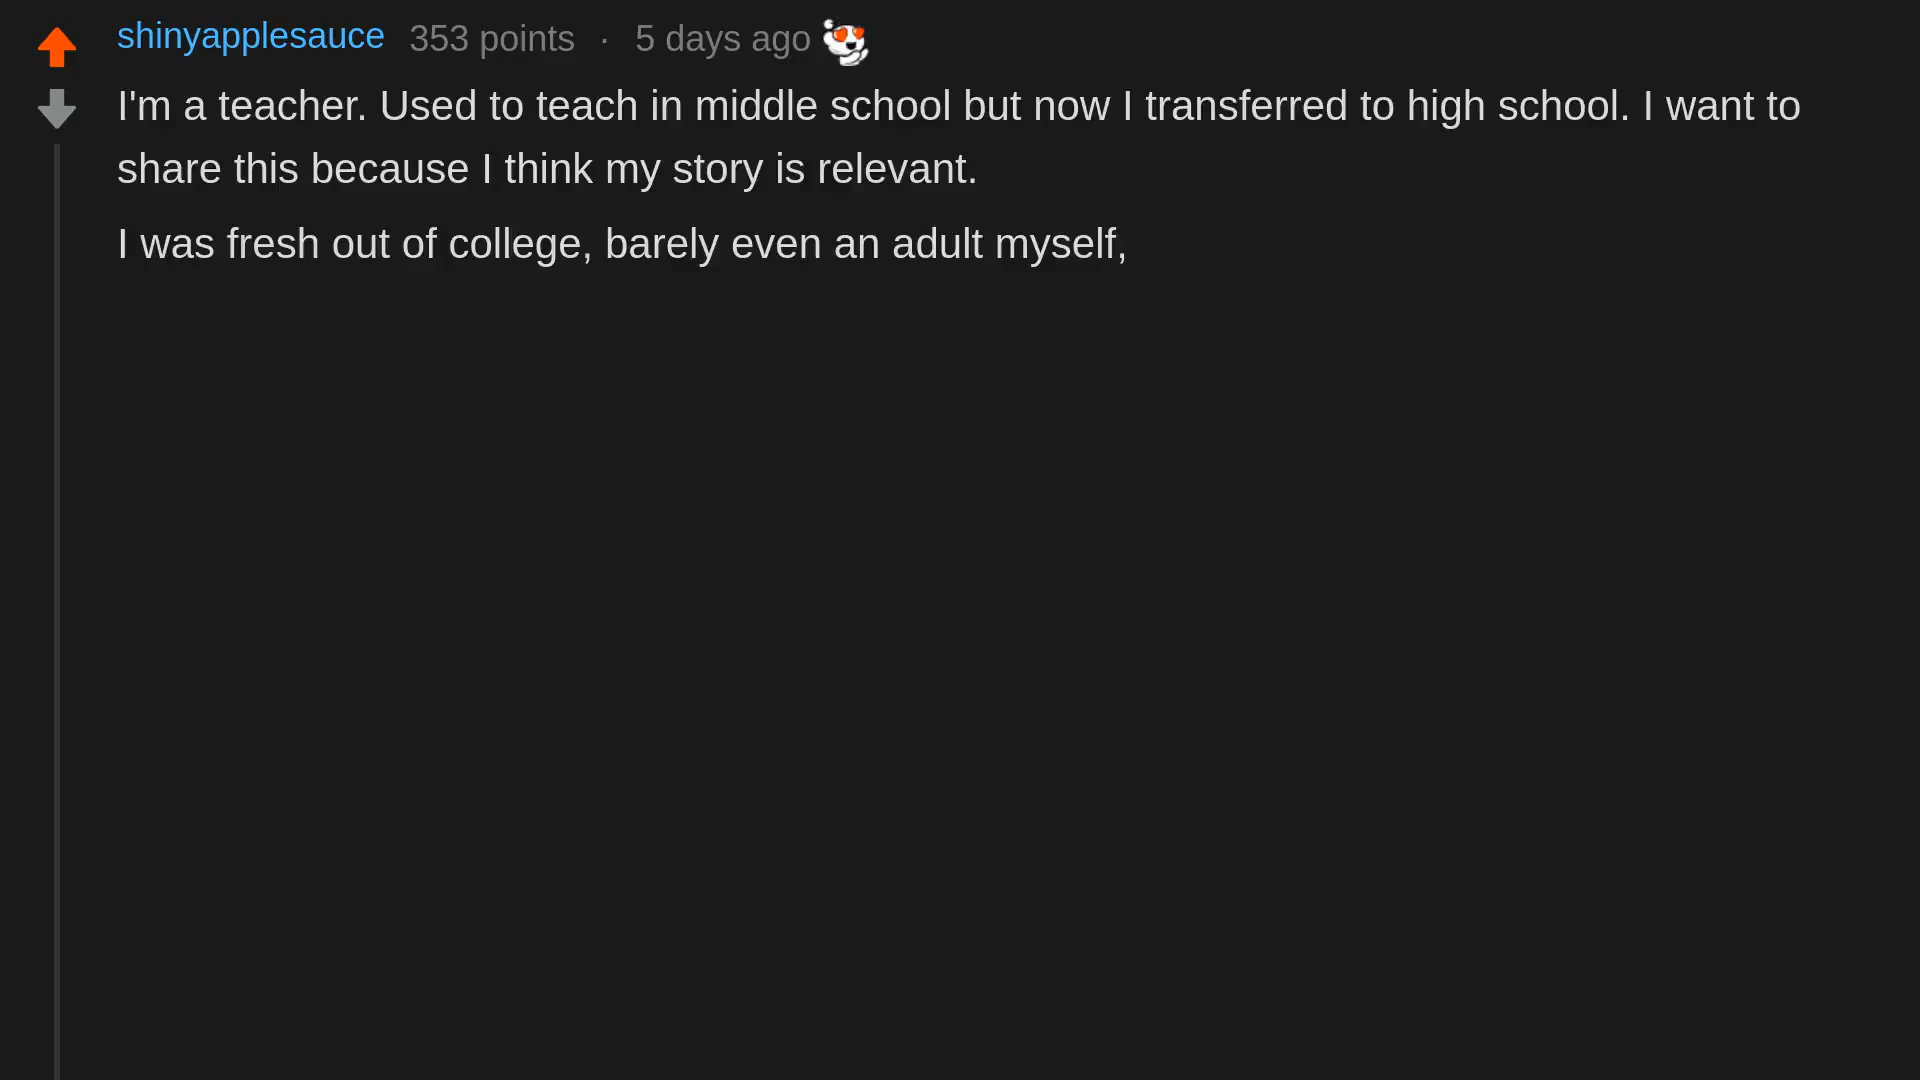 shinyapplesauce 353 points · 5 days ago
I'm a teacher. Used to teach in middle school but now I transferred to high school. I want to
share this because I think my story is relevant.
I was fresh out of college, barely even an adult myself,